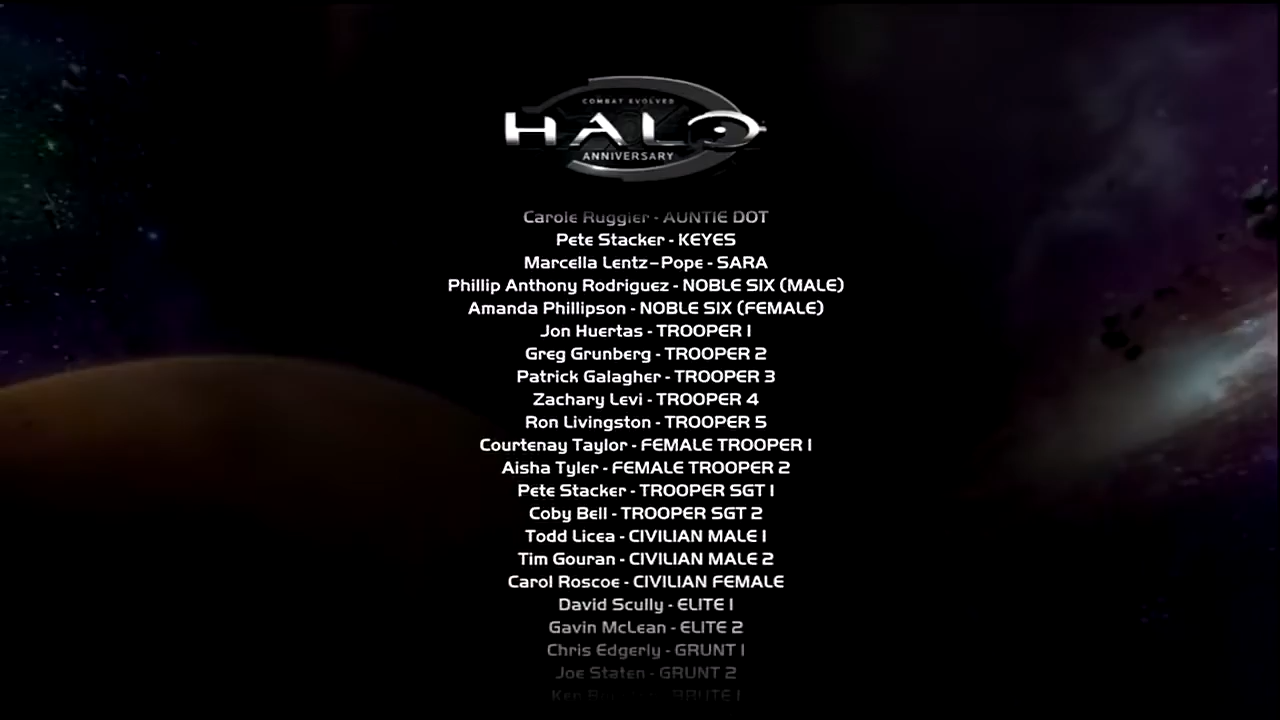 COMBAT EVOLVED
HALO
ANNIVERSARY
Carole Ruggier - AUNTIE DOT
Pete Stacker - KEYES
Marcella Lentz-Pope - SARA
Phillip Anthony Rodriguez - NOBLE SIX (MALE)
Amanda Phillipson - NOBLE SIX (FEMALE)
Jon Huertas - TROOPER 1
Greg Grunberg - TROOPER 2
Patrick Galagher - TROOPER 3
Zachary Levi - TROOPER 4
Ron Livingston - TROOPER 5
Courtenay Taylor - FEMALE TROOPER 1
Aisha Tyler - FEMALE TROOPER 2
Pete Stacker - TROOPER SGT 1
Coby Bell - TROOPER SGT 2
Todd Licea - CIVILIAN MALE 1
Tim Gouran - CIVILIAN MALE 2
Carol Roscoe - CIVILIAN FEMALE
David Scully - ELITE 1
Gavin McLean - ELITE 2
Chris Edgerly - GRUNT 1
Joe Staten - GRUNT 2
Ken - BRUTE 1